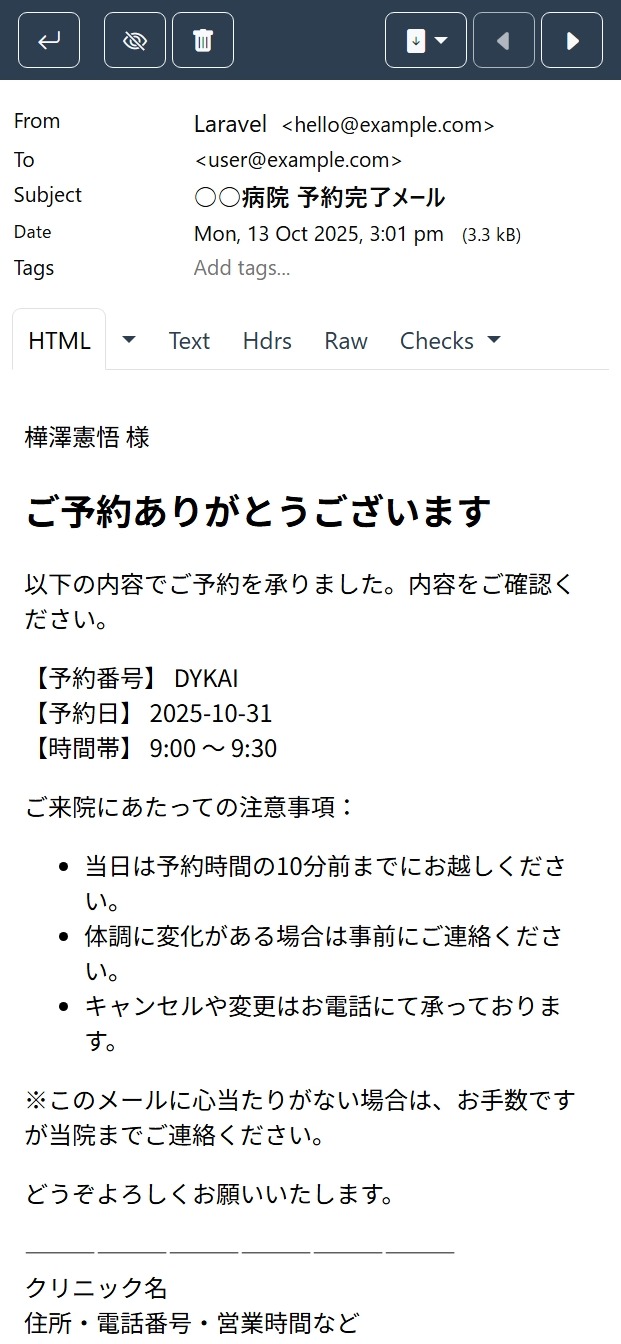 From Laravel <hello@example.com>
To <user@example.com>
Subject ○○病院 予約完了メール
Date Mon, 13 Oct 2025, 3:01 pm (3.3 kB)
Tags Add tags...
HTML Text Hdrs Raw Checks
樺澤憲悟 様
ご予約ありがとうございます
以下の内容でご予約を承りました。内容をご確認く
ださい。
【予約番号】 DYKAI
【予約日】 2025-10-31
【時間帯】 9:00 〜 9:30
ご来院にあたっての注意事項：
• 当日は予約時間の10分前までにお越しくださ
い。
• 体調に変化がある場合は事前にご連絡くださ
い。
• キャンセルや変更はお電話にて承っておりま
す。
※このメールに心当たりがない場合は、お手数です
が当院までご連絡ください。
どうぞよろしくお願いいたします。
――――――
クリニック名
住所・電話番号・営業時間など